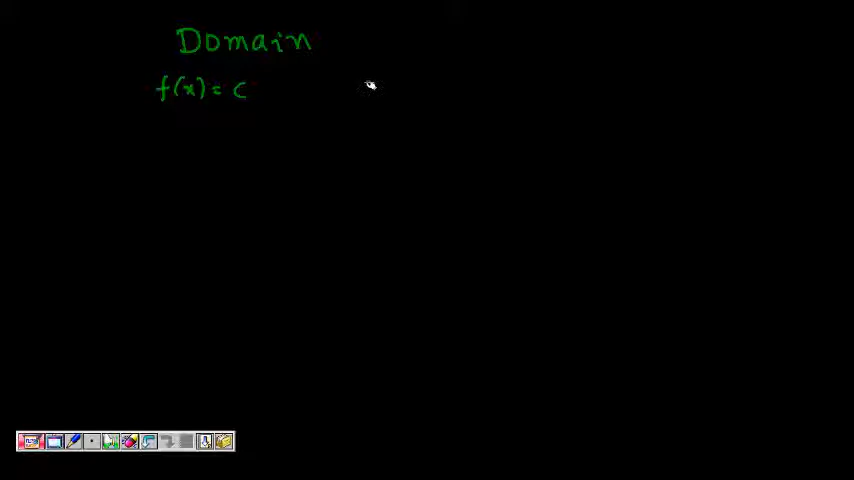 Domain
f(x) = c